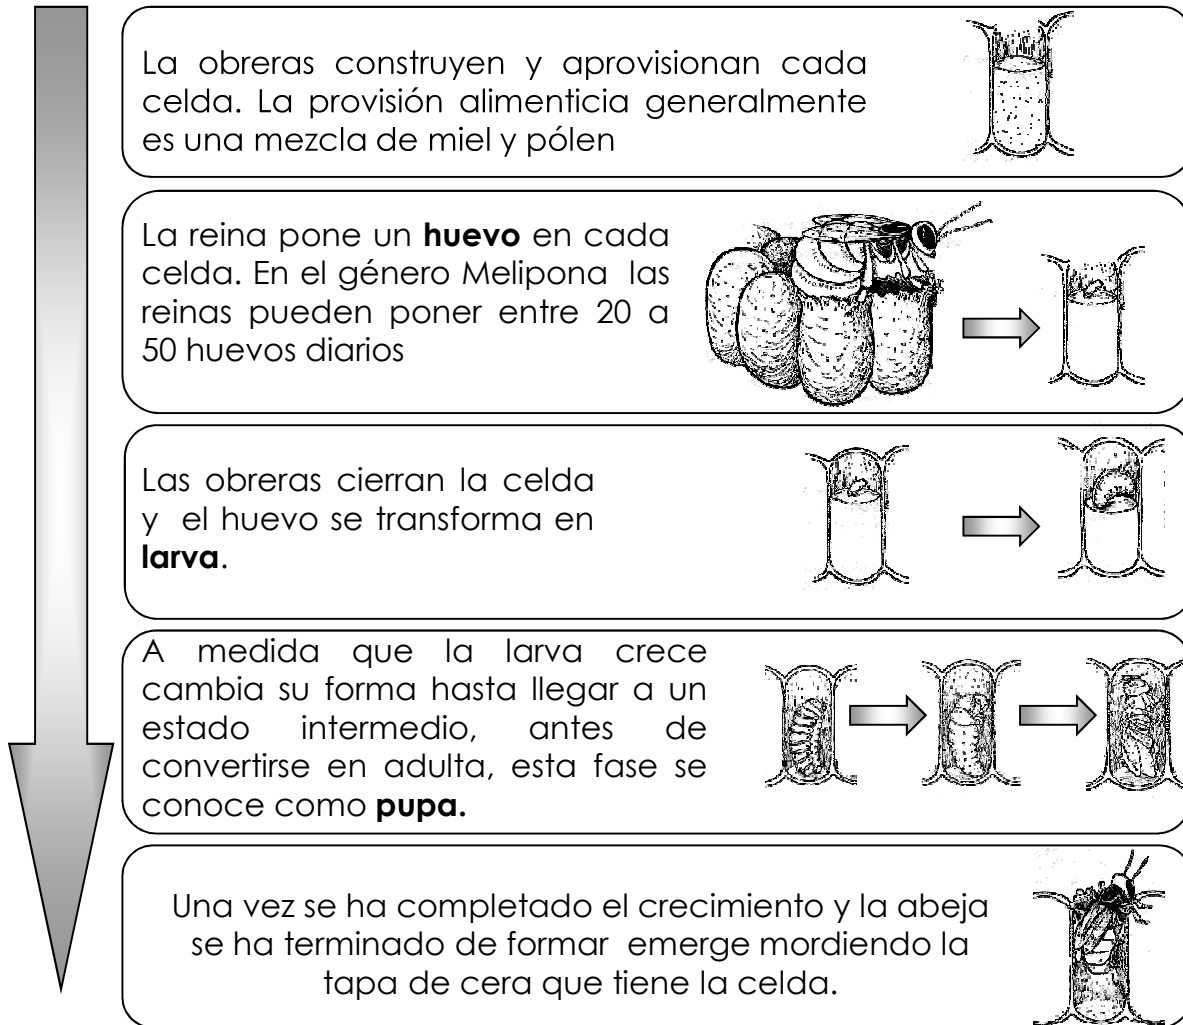 La obreras construyen y aprovisionan cada
celda. La provisión alimenticia generalmente
es una mezcla de miel y pólen
La reina pone un huevo en cada
celda. En el género Melipona las
reinas pueden poner entre 20 a
50 huevos diarios
Las obreras cierran la celda
y el huevo se transforma en
larva.
A medida que la larva crece
cambia su forma hasta llegar a un
estado intermedio, antes de
convertirse en adulta, esta fase se
conoce como pupa.
Una vez se ha completado el crecimiento y la abeja
se ha terminado de formar emerge mordiendo la
tapa de cera que tiene la celda.